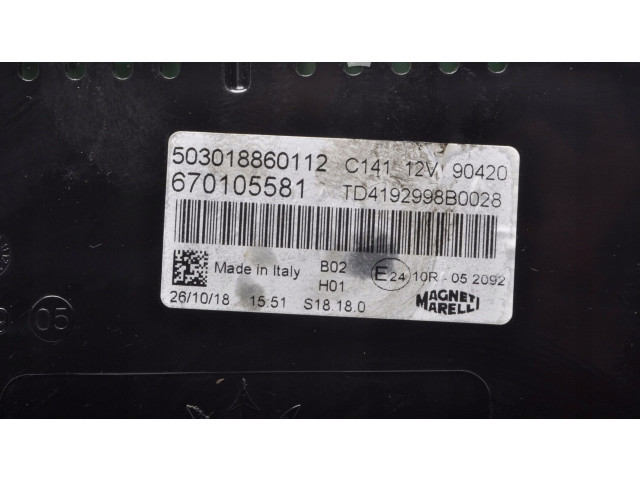 503018860112 C141 12V 90420
670105581 TD4192998B0028
Made in Italy B02 E24 10R - 05 2092
H01
26/10/18 15:51 S18.18.0 MAGNETI MARELLI
05